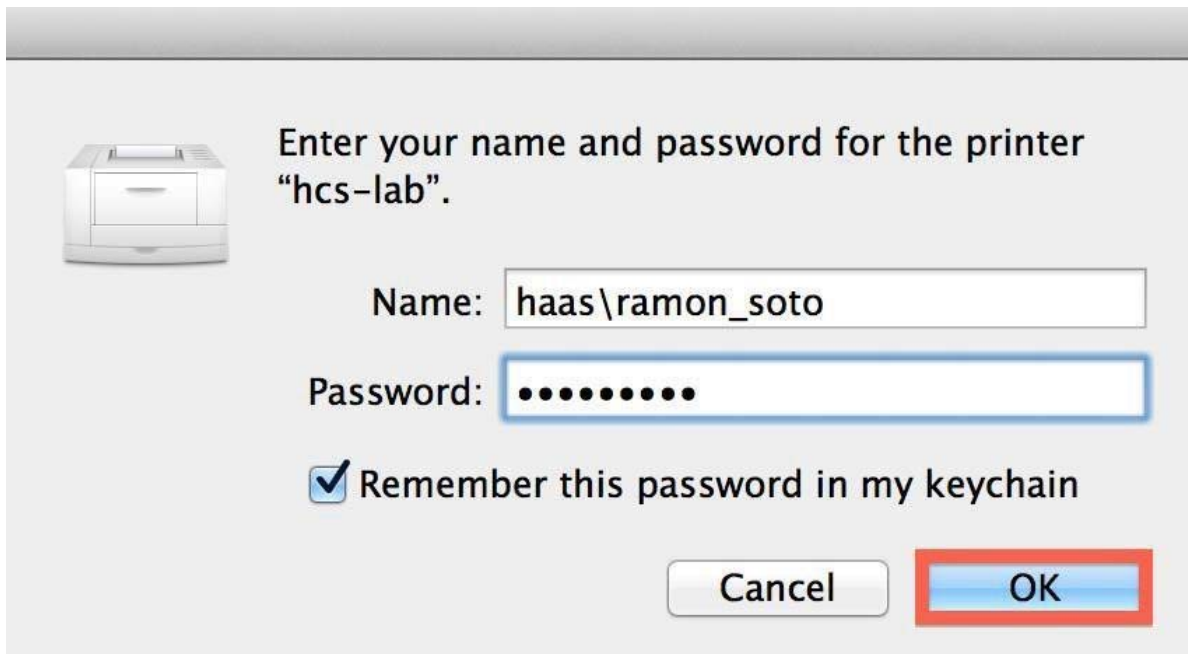 Enter your name and password for the printer
“hcs-lab”.
Name: haas\ramon_soto
Password: •••••••••
Remember this password in my keychain
Cancel OK